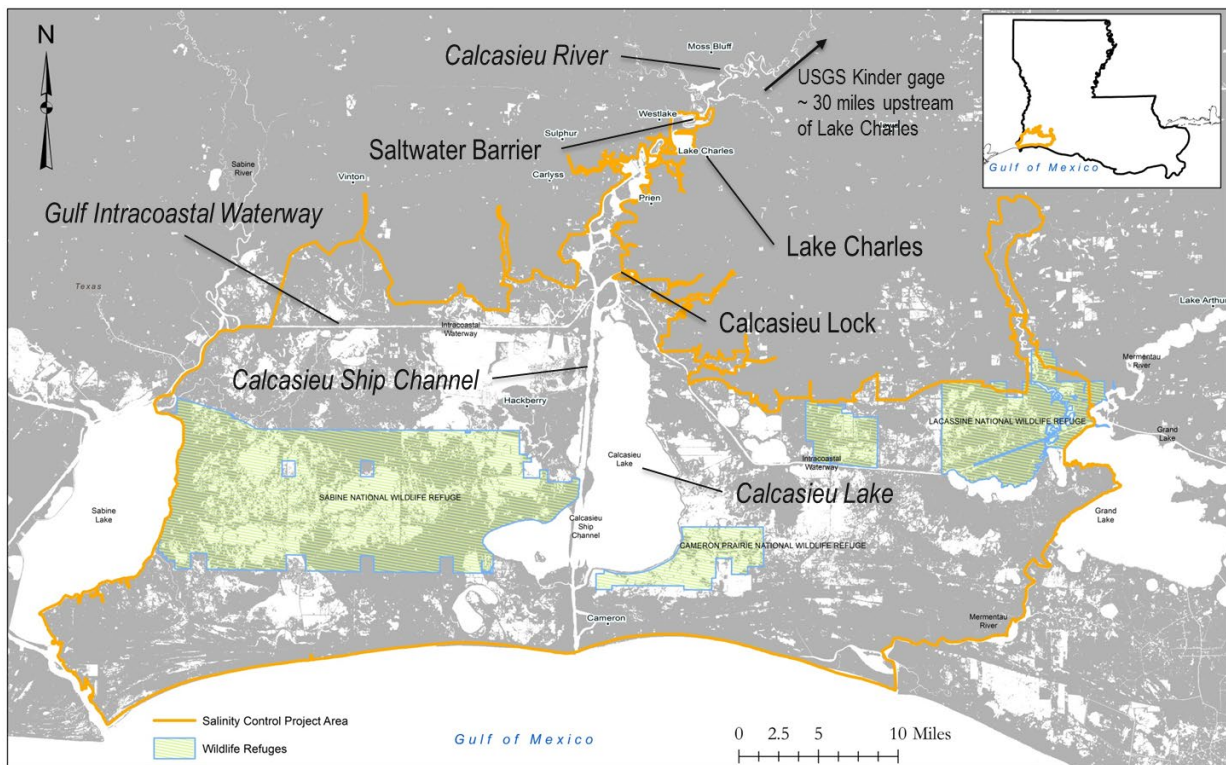 N
Calcasieu River
Moss Bluff
USGS Kinder gage
~ 30 miles upstream
of Lake Charles
Gulf of Mexico
Westlake
Sulphur
Saltwater Barrier
Lake Charles
Sabine
River
Vinton
Carlyss
Prien
Gulf Intracoastal Waterway
Lake Charles
Texas
Lake Arthur
Calcasieu Lock
Intracoastal
Waterway
Mermentau
River
Calcasieu Ship Channel
Hackberry
LACASSINE NATIONAL WILDLIFE REFUGE
Grand
Lake
Calcasieu
Lake
Intracoastal
Waterway
SABINE NATIONAL WILDLIFE REFUGE
Calcasieu Lake
Sabine
Lake
Calcasieu
Ship
Channel
Grand
Lake
CAMERON PRAIRIE NATIONAL WILDLIFE REFUGE
Cameron
Mermentau
River
Salinity Control Project Area
Wildlife Refuges
Gulf of Mexico
0 2.5 5 10 Miles